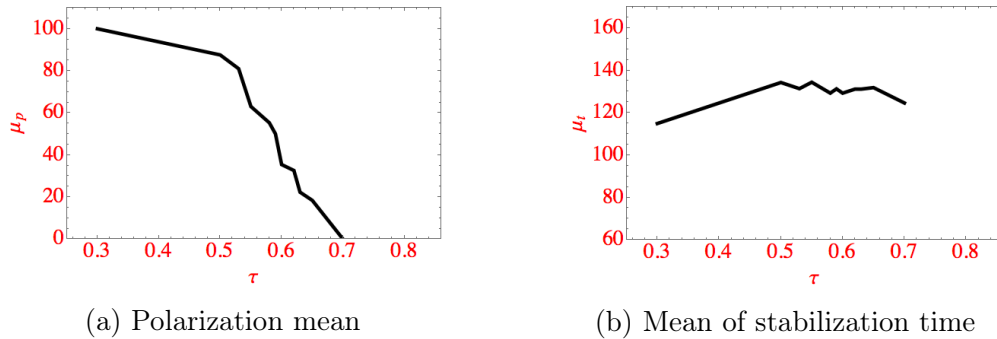 100
80
60
40
20
0
μp
0.3 0.4 0.5 0.6 0.7 0.8
τ
(a) Polarization mean
160
140
120
100
80
60
μt
0.3 0.4 0.5 0.6 0.7 0.8
τ
(b) Mean of stabilization time